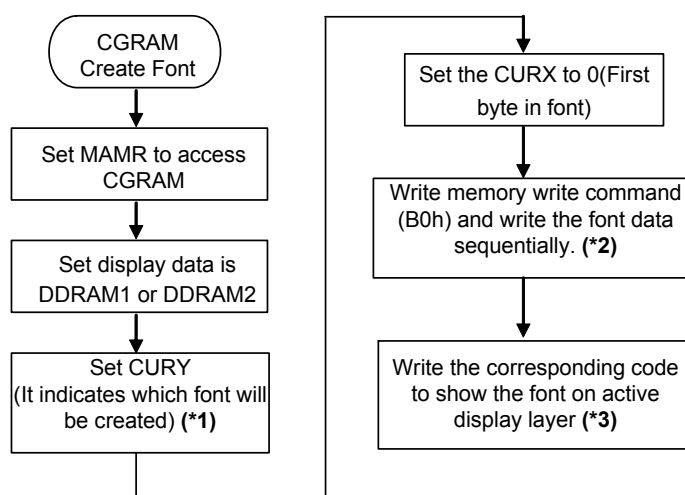 CGRAM
Create Font
Set MAMR to access
CGRAM
Set display data is
DDRAM1 or DDRAM2
Set CURY
(It indicates which font will
be created) (*1)
Set the CURX to 0(First
byte in font)
Write memory write command
(B0h) and write the font data
sequentially. (*2)
Write the corresponding code
to show the font on active
display layer (*3)